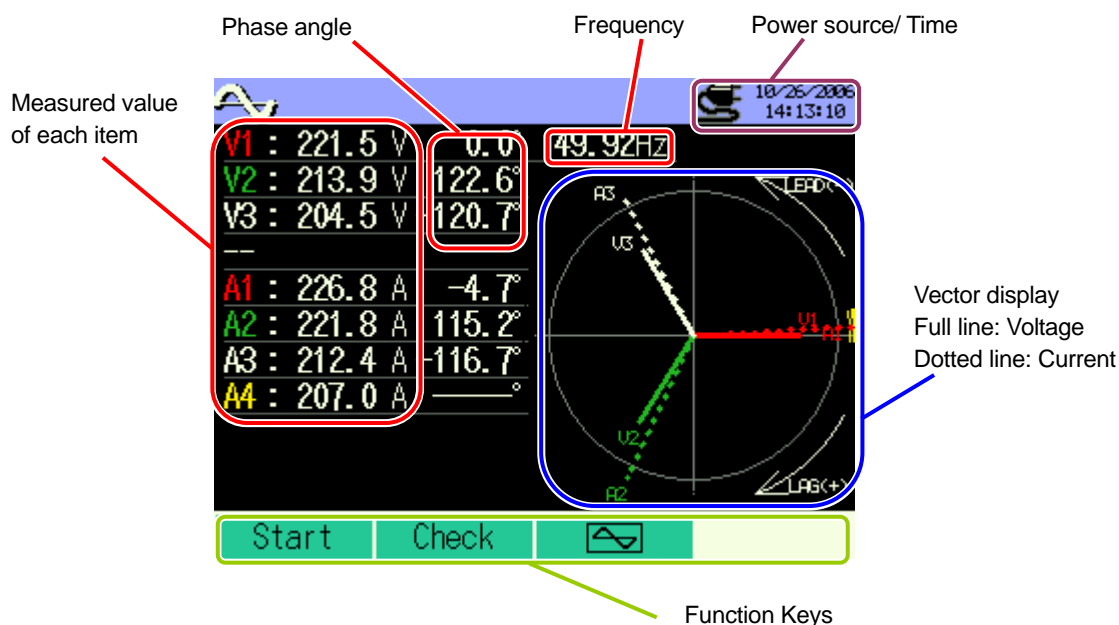 Phase angle
Frequency
Power source/ Time
Measured value
of each item
10/26/2006
14:13:10
V1 : 221.5 V 0.0° 49.92Hz
V2 : 213.9 V 122.6°
V3 : 204.5 V -120.7°
--
A1 : 226.8 A -4.7°
A2 : 221.8 A 115.2°
A3 : 212.4 A -116.7°
A4 : 207.0 A ——°
LEAD(-)
A3
V3
V1
A1
V2
A2
LAG(+)
Vector display
Full line: Voltage
Dotted line: Current
Start Check
Function Keys